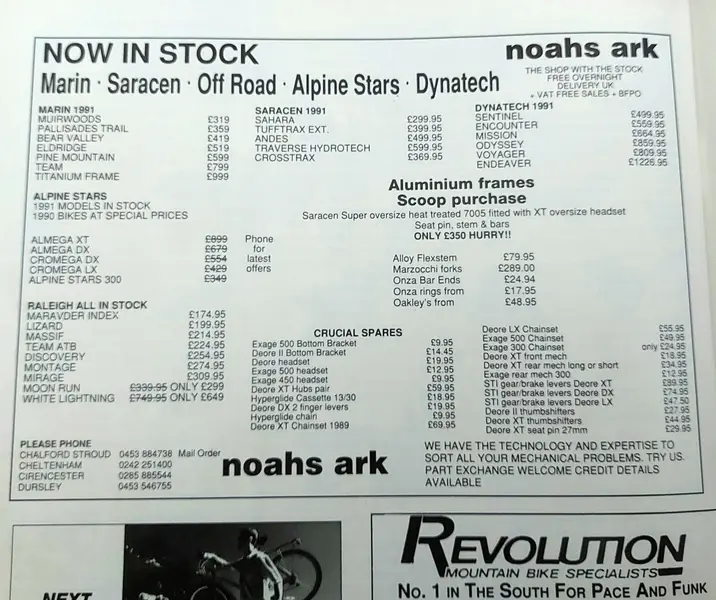 NOW IN STOCK
Marin · Saracen · Off Road · Alpine Stars · Dynatech
noahs ark
THE SHOP WITH THE STOCK
FREE OVERNIGHT
DELIVERY UK
+ VAT FREE SALES + BFPO
MARIN 1991
MUIRWOODS £319
PALLISADES TRAIL £359
BEAR VALLEY £419
ELDRIDGE £519
PINE MOUNTAIN £599
TEAM £799
TITANIUM FRAME £999
SARACEN 1991
SAHARA £299.95
TUFFTRAX EXT. £399.95
ANDES £499.95
TRAVERSE HYDROTECH £599.95
CROSSTRAX £369.95
DYNATECH 1991
SENTINEL £499.95
ENCOUNTER £559.95
MISSION £664.95
ODYSSEY £859.95
VOYAGER £809.95
ENDEAVER £1226.95
ALPINE STARS
1991 MODELS IN STOCK
1990 BIKES AT SPECIAL PRICES
ALMEGA XT £899 Phone
ALMEGA DX £679 for
CROMEGA DX £554 latest
CROMEGA LX £429 offers
ALPINE STARS 300 £349
Aluminium frames
Scoop purchase
Saracen Super oversize heat treated 7005 fitted with XT oversize headset
Seat pin, stem & bars
ONLY £350 HURRY!!
Alloy Flexstem £79.95
Marzocchi forks £289.00
Onza Bar Ends £24.94
Onza rings from £17.95
Oakley's from £48.95
RALEIGH ALL IN STOCK
MARAVDER INDEX £174.95
LIZARD £199.95
MASSIF £214.95
TEAM ATB £224.95
DISCOVERY £254.95
MONTAGE £274.95
MIRAGE £309.95
MOON RUN £339.95 ONLY £299
WHITE LIGHTNING £749.95 ONLY £649
CRUCIAL SPARES
Exage 500 Bottom Bracket £9.95
Deore II Bottom Bracket £14.45
Deore headset £19.95
Exage 500 headset £12.95
Exage 450 headset £9.95
Deore XT Hubs pair £59.95
Hyperglide Cassette 13/30 £18.95
Deore DX 2 finger levers £19.95
Hyperglide chain £9.95
Deore XT Chainset 1989 £69.95
Deore LX Chainset £56.95
Exage 500 Chainset £49.95
Exage 300 Chainset only £24.95
Deore XT front mech £18.95
Deore XT rear mech long or short £34.95
Exage rear mech 300 £12.95
STI gear/brake levers Deore XT £89.95
STI gear/brake levers Deore DX £74.95
STI gear/brake levers Deore LX £47.50
Deore II thumbshifters £27.95
Deore XT thumbshifters £44.95
Deore XT seat pin 27mm £29.95
PLEASE PHONE
CHALFORD STROUD 0453 884738 Mail Order
CHELTENHAM 0242 251400
CIRENCESTER 0285 885544
DURSLEY 0453 546755
noahs ark
WE HAVE THE TECHNOLOGY AND EXPERTISE TO
SORT ALL YOUR MECHANICAL PROBLEMS. TRY US.
PART EXCHANGE WELCOME CREDIT DETAILS
AVAILABLE
NEXT
REVOLUTION
MOUNTAIN BIKE SPECIALISTS
No. 1 IN THE SOUTH FOR PACE AND FUNK